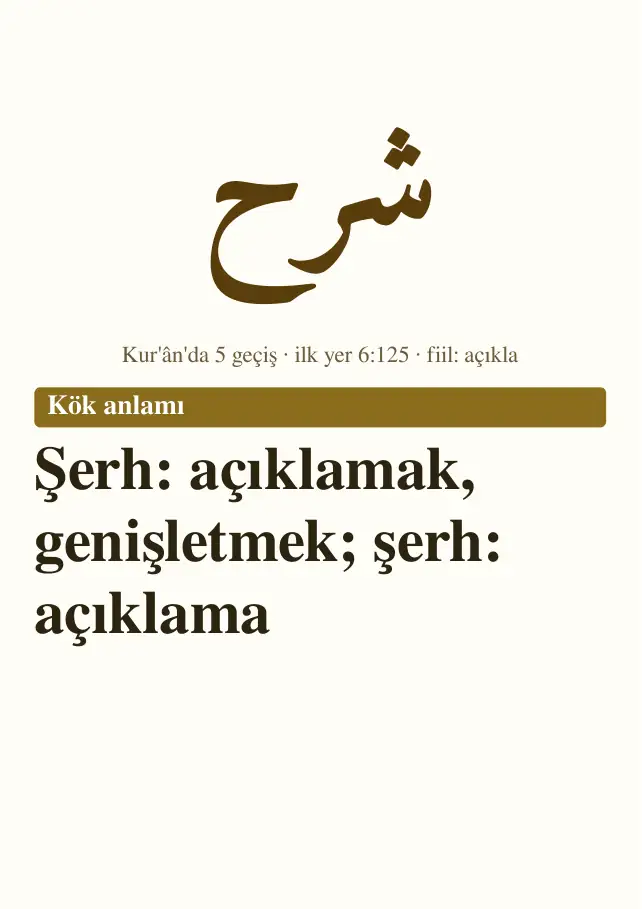 شرح
Kur'ân'da 5 geçiş · ilk yer 6:125 · fiil: açıkla
Kök anlamı
Şerh: açıklamak,
genişletmek; şerh:
açıklama